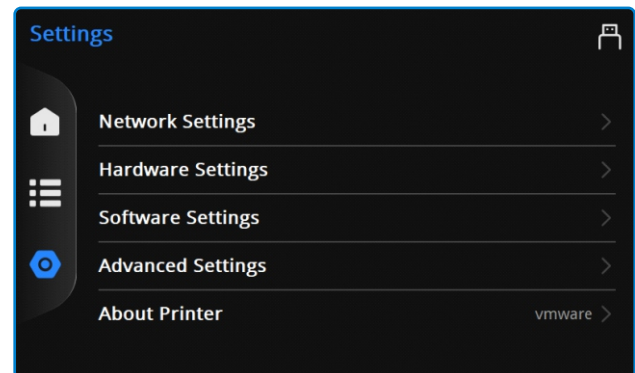 Settings
Network Settings
Hardware Settings
Software Settings
Advanced Settings
About Printer vmware